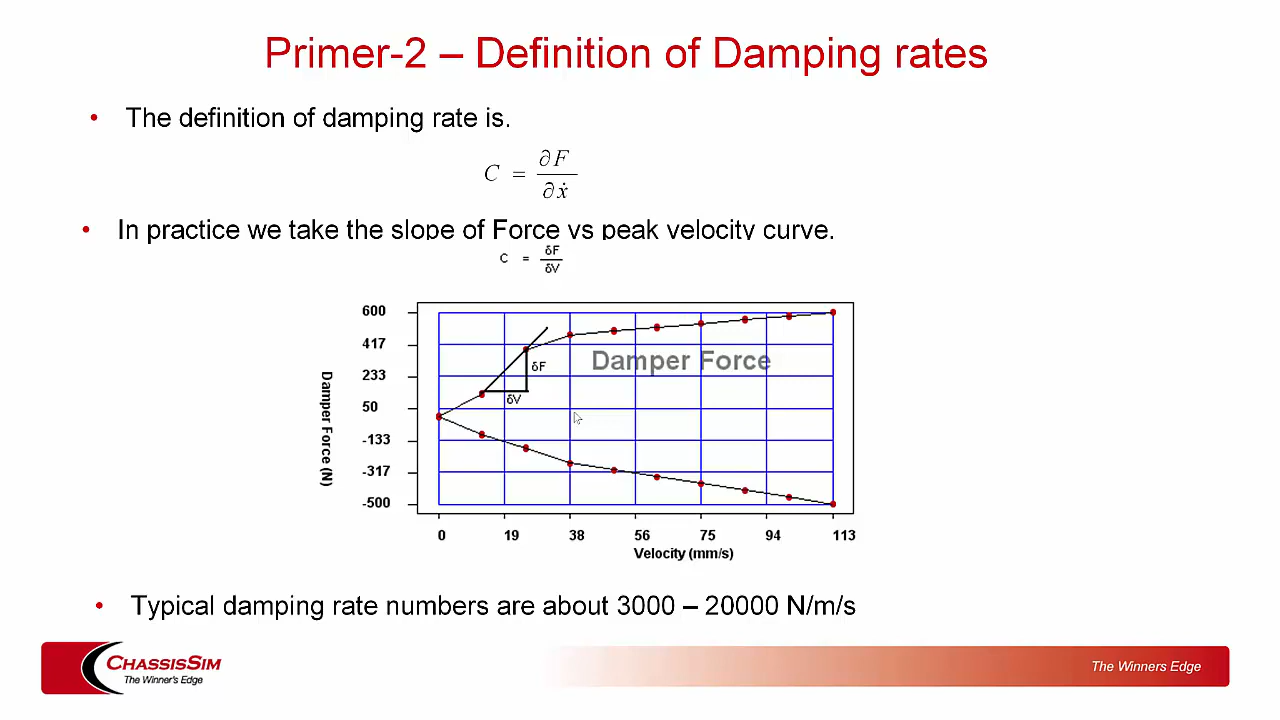 Primer-2 – Definition of Damping rates
• The definition of damping rate is.
C = ∂F/∂ẋ
• In practice we take the slope of Force vs peak velocity curve.
C = δF/δV
600
417
233
50
-133
-317
-500
Damper Force (N)
Damper Force
δF
δV
0 19 38 56 75 94 113
Velocity (mm/s)
• Typical damping rate numbers are about 3000 – 20000 N/m/s
CHASSISSIM
The Winner's Edge
The Winners Edge